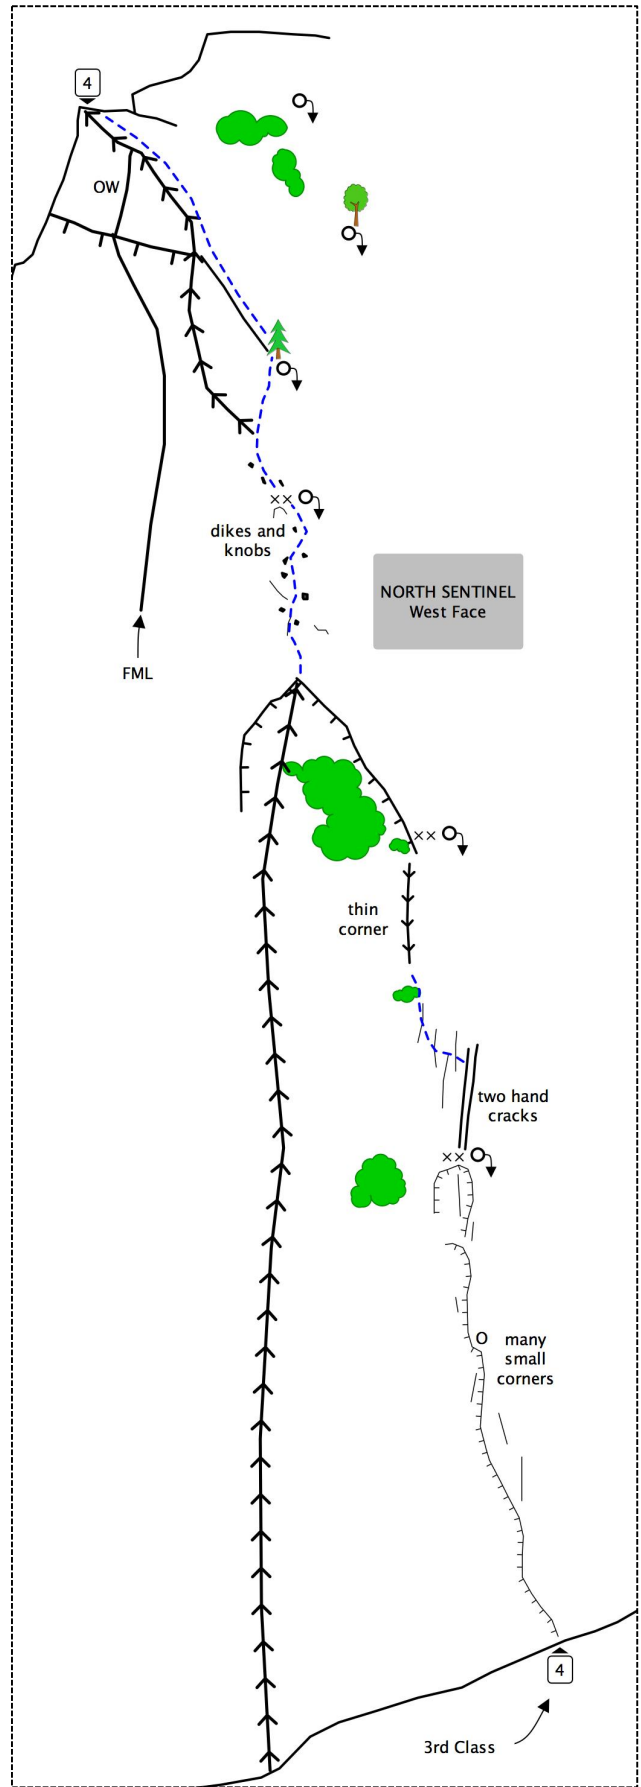 4
OW
dikes and
knobs
NORTH SENTINEL
West Face
FML
thin
corner
two hand
cracks
O
many
small
corners
4
3rd Class